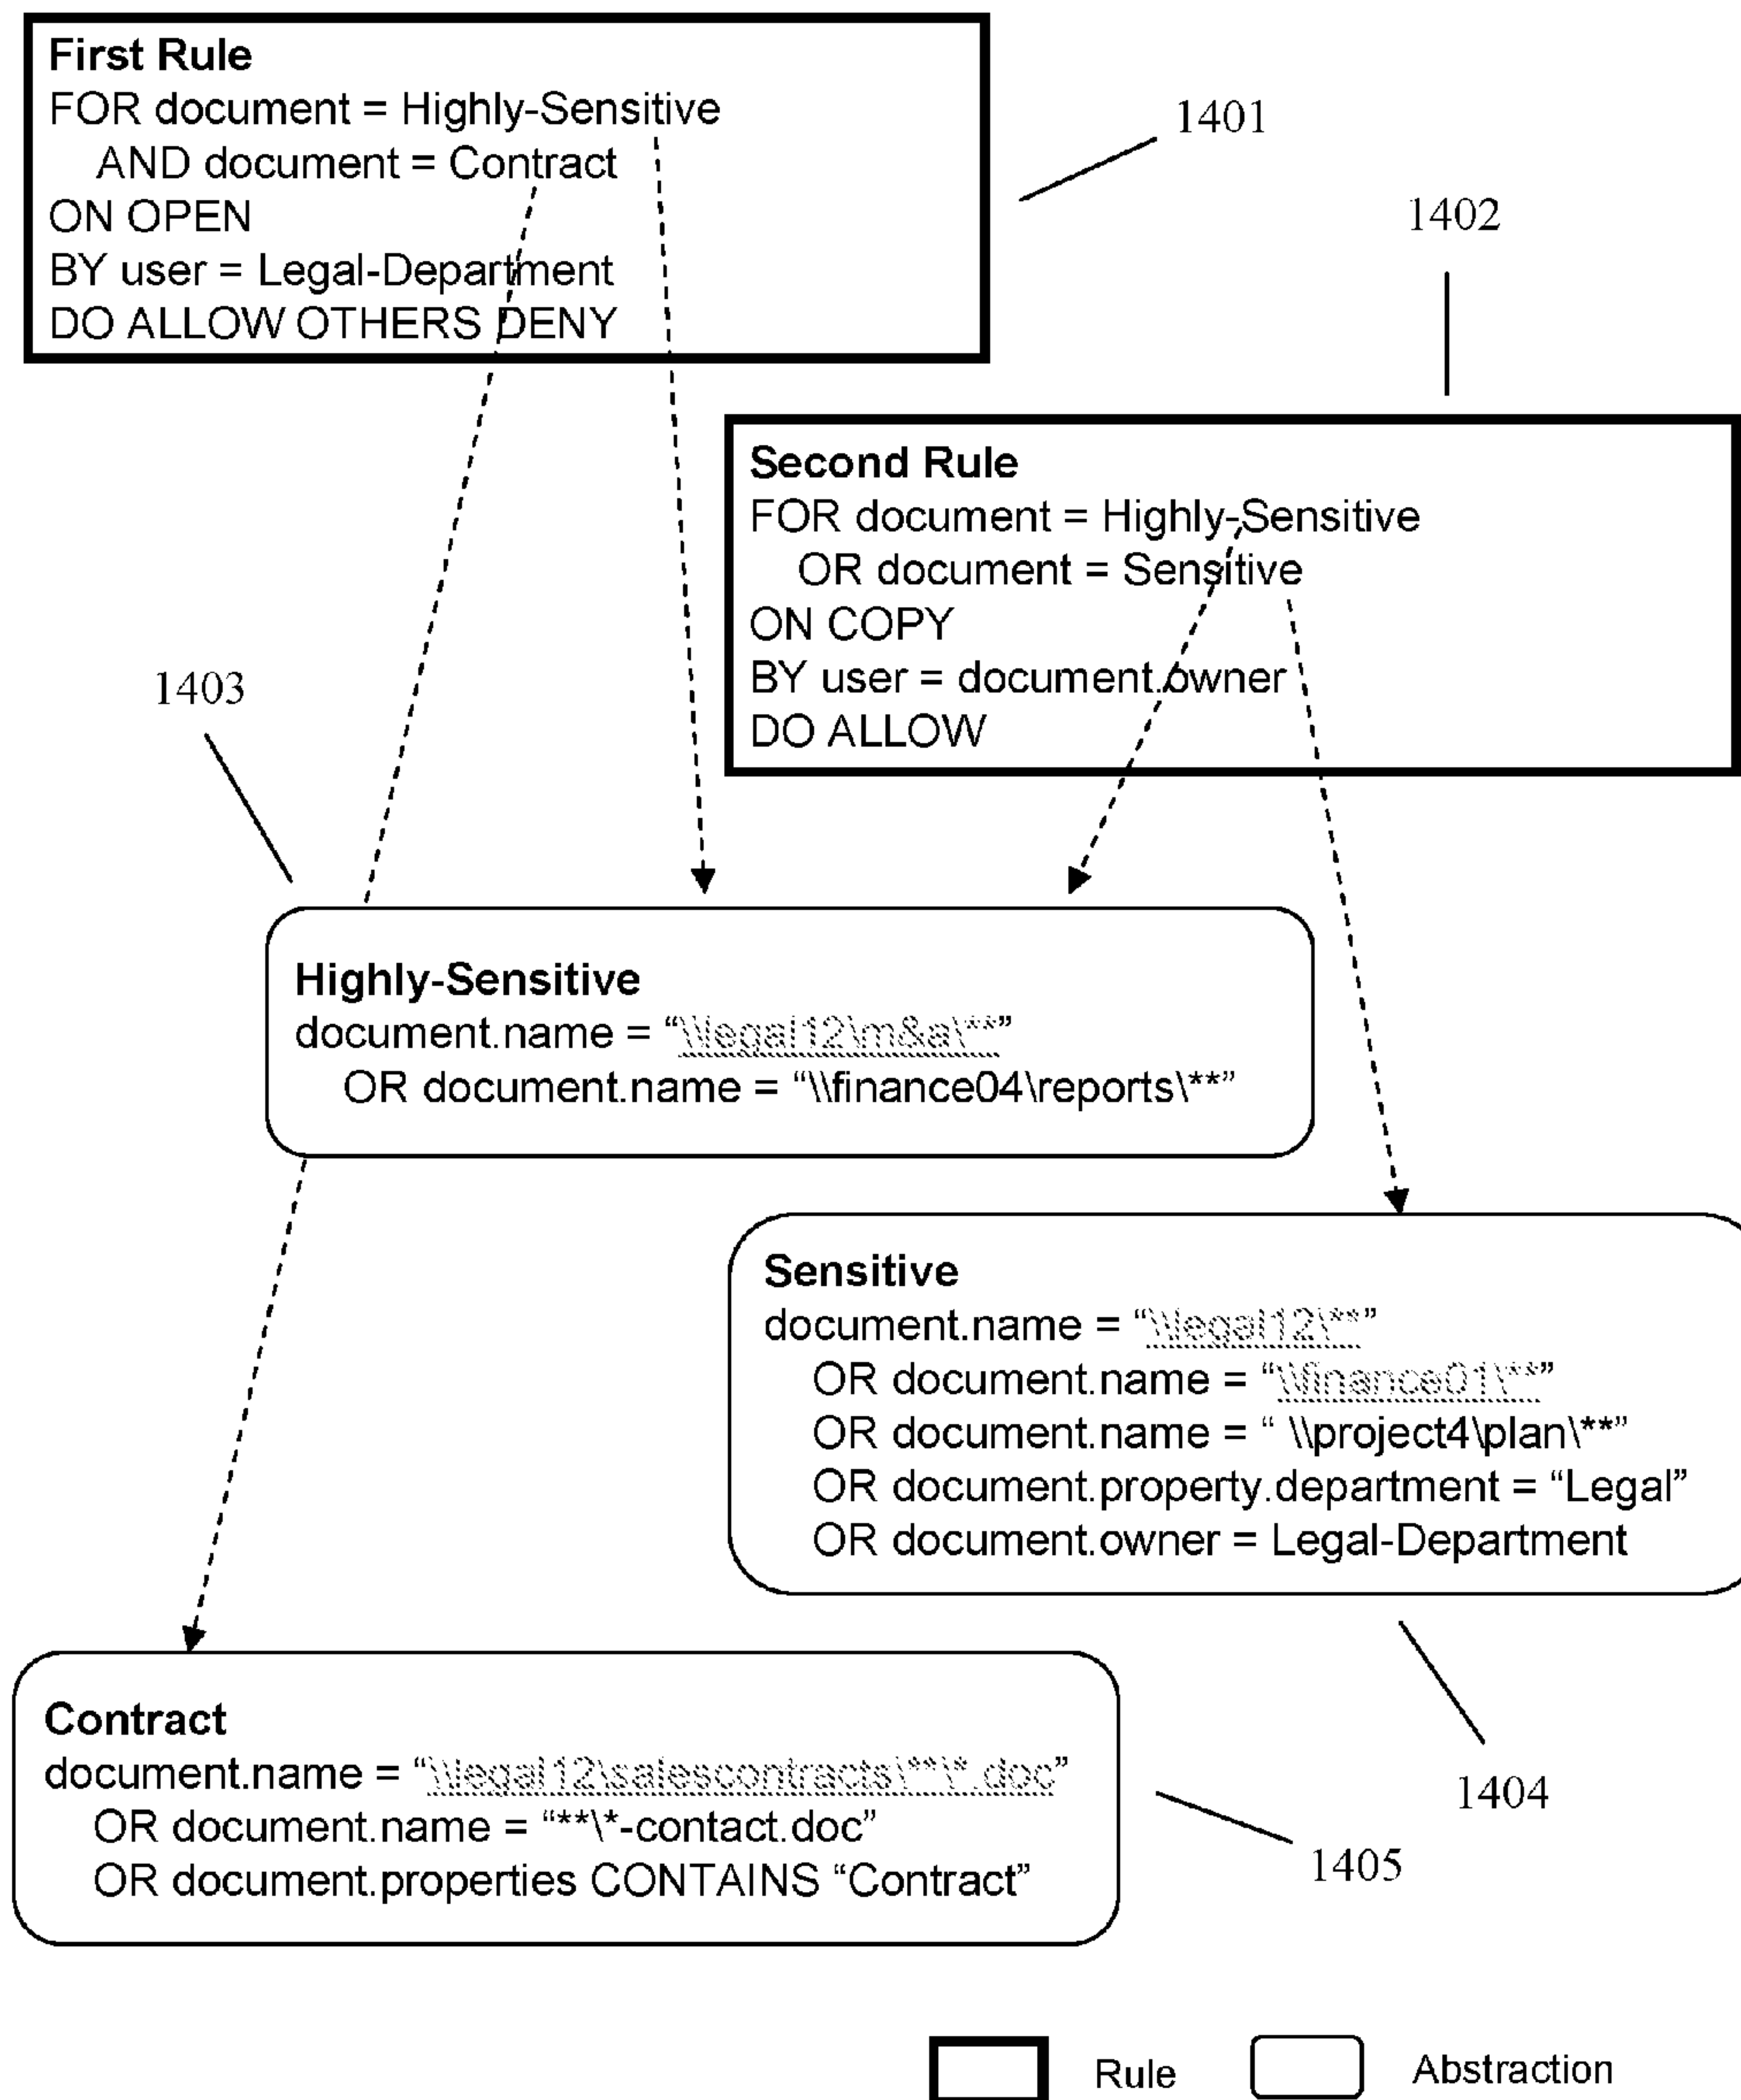 First Rule
FOR document = Highly-Sensitive
AND document = Contract
ON OPEN
BY user = Legal-Department
DO ALLOW OTHERS DENY
1401
1402
Second Rule
FOR document = Highly-Sensitive
OR document = Sensitive
ON COPY
BY user = document.owner
DO ALLOW
1403
Highly-Sensitive
document.name = “\\legal12\m&a\**”
OR document.name = “\\finance04\reports\**”
Sensitive
document.name = “\\legal12\**”
OR document.name = “\\finance01\**”
OR document.name = “ \\project4\plan\**”
OR document.property.department = “Legal”
OR document.owner = Legal-Department
1404
Contract
document.name = “\\legal12\salescontracts\**\*.doc”
OR document.name = “**\*-contact.doc”
OR document.properties CONTAINS “Contract”
1405
Rule
Abstraction